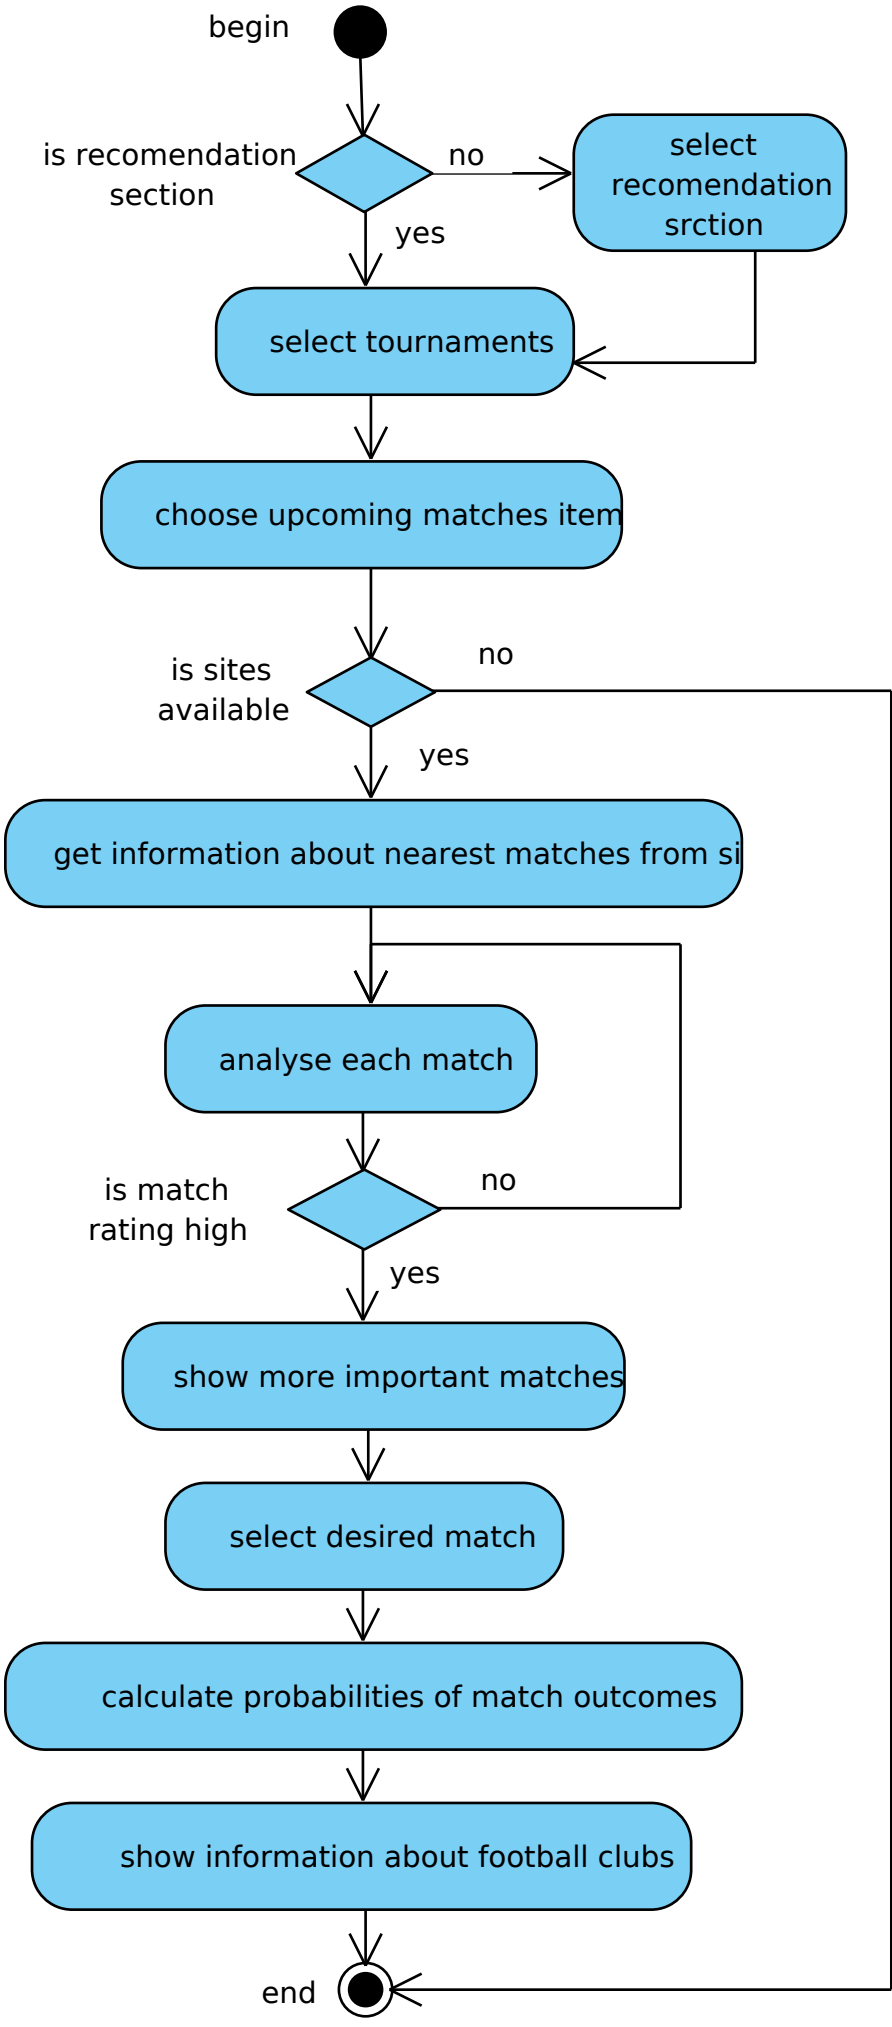 begin
is recomendation
section
no
select
recomendation
srction
yes
select tournaments
choose upcoming matches item
is sites
available
no
yes
get information about nearest matches from si
analyse each match
is match
rating high
no
yes
show more important matches
select desired match
calculate probabilities of match outcomes
show information about football clubs
end